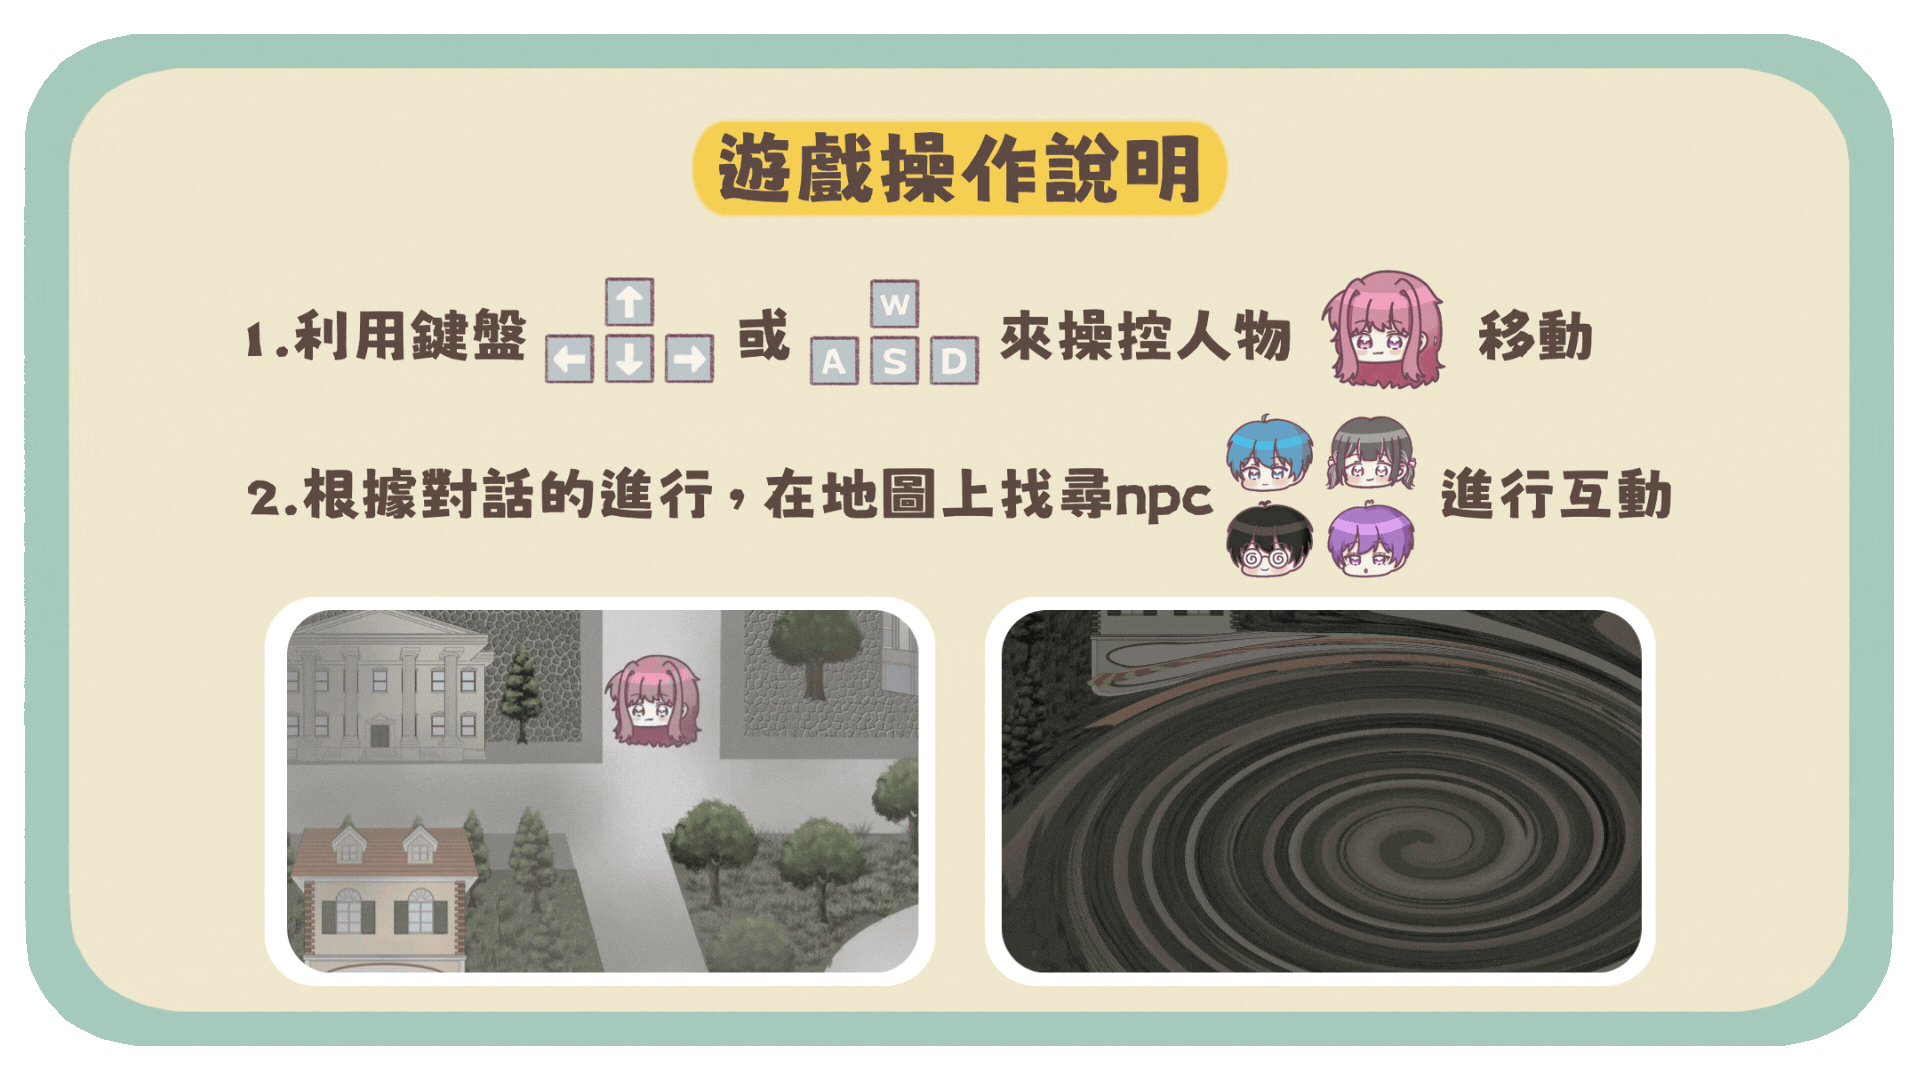 遊戲操作說明
1.利用鍵盤 ↑ ← ↓ → 或 W A S D 來操控人物 移動
2.根據對話的進行，在地圖上找尋npc 進行互動